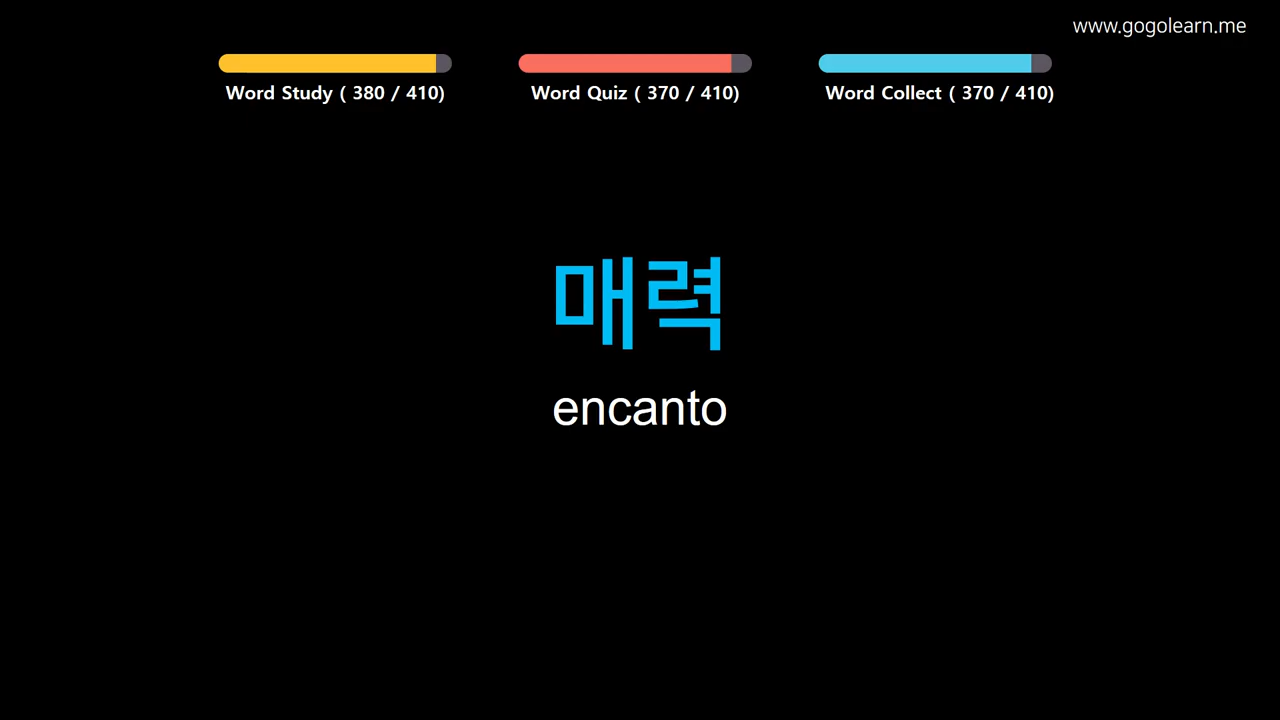 www.gogolearn.me
Word Study ( 380 / 410)
Word Quiz ( 370 / 410)
Word Collect ( 370 / 410)
매력
encanto